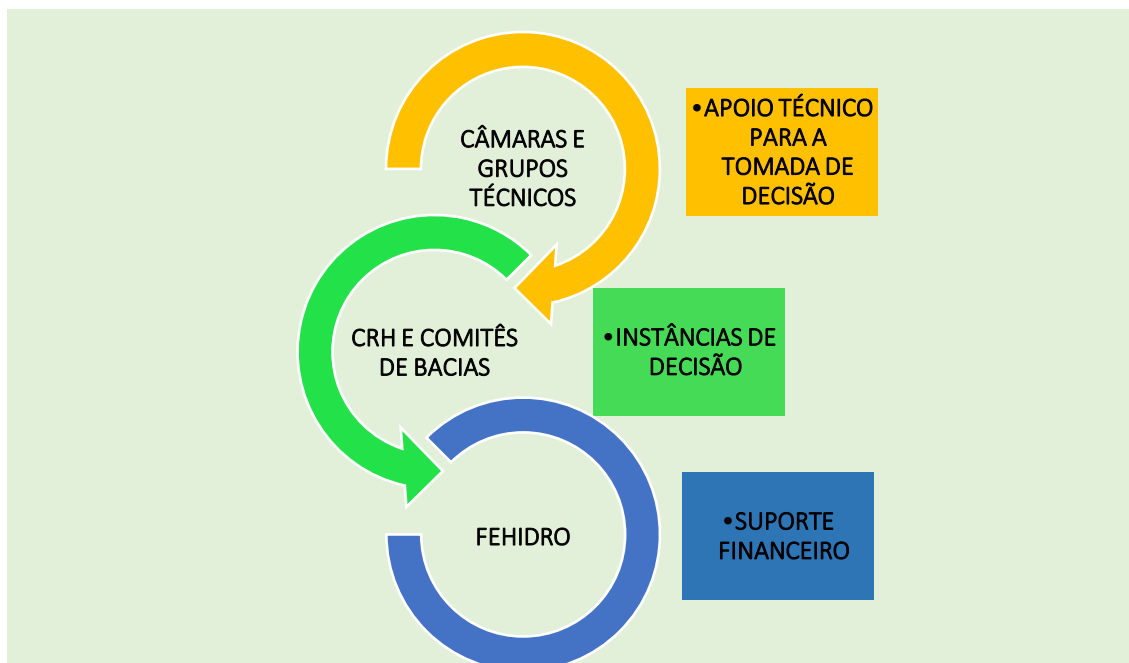 CÂMARAS E
GRUPOS
TÉCNICOS
•APOIO TÉCNICO
PARA A
TOMADA DE
DECISÃO
CRH E COMITÊS
DE BACIAS
•INSTÂNCIAS DE
DECISÃO
FEHIDRO
•SUPORTE
FINANCEIRO